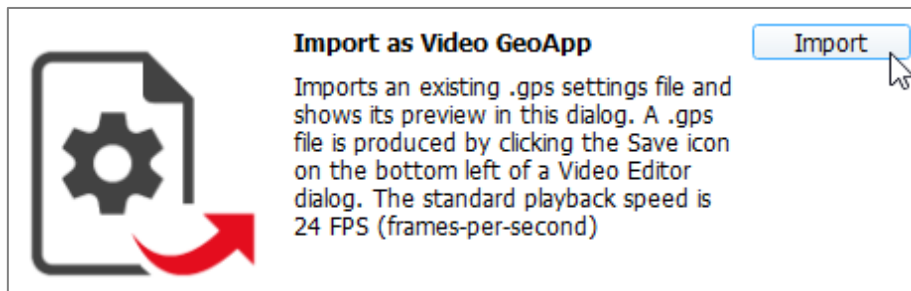 Import as Video GeoApp
Import
Imports an existing .gps settings file and
shows its preview in this dialog. A .gps
file is produced by clicking the Save icon
on the bottom left of a Video Editor
dialog. The standard playback speed is
24 FPS (frames-per-second)